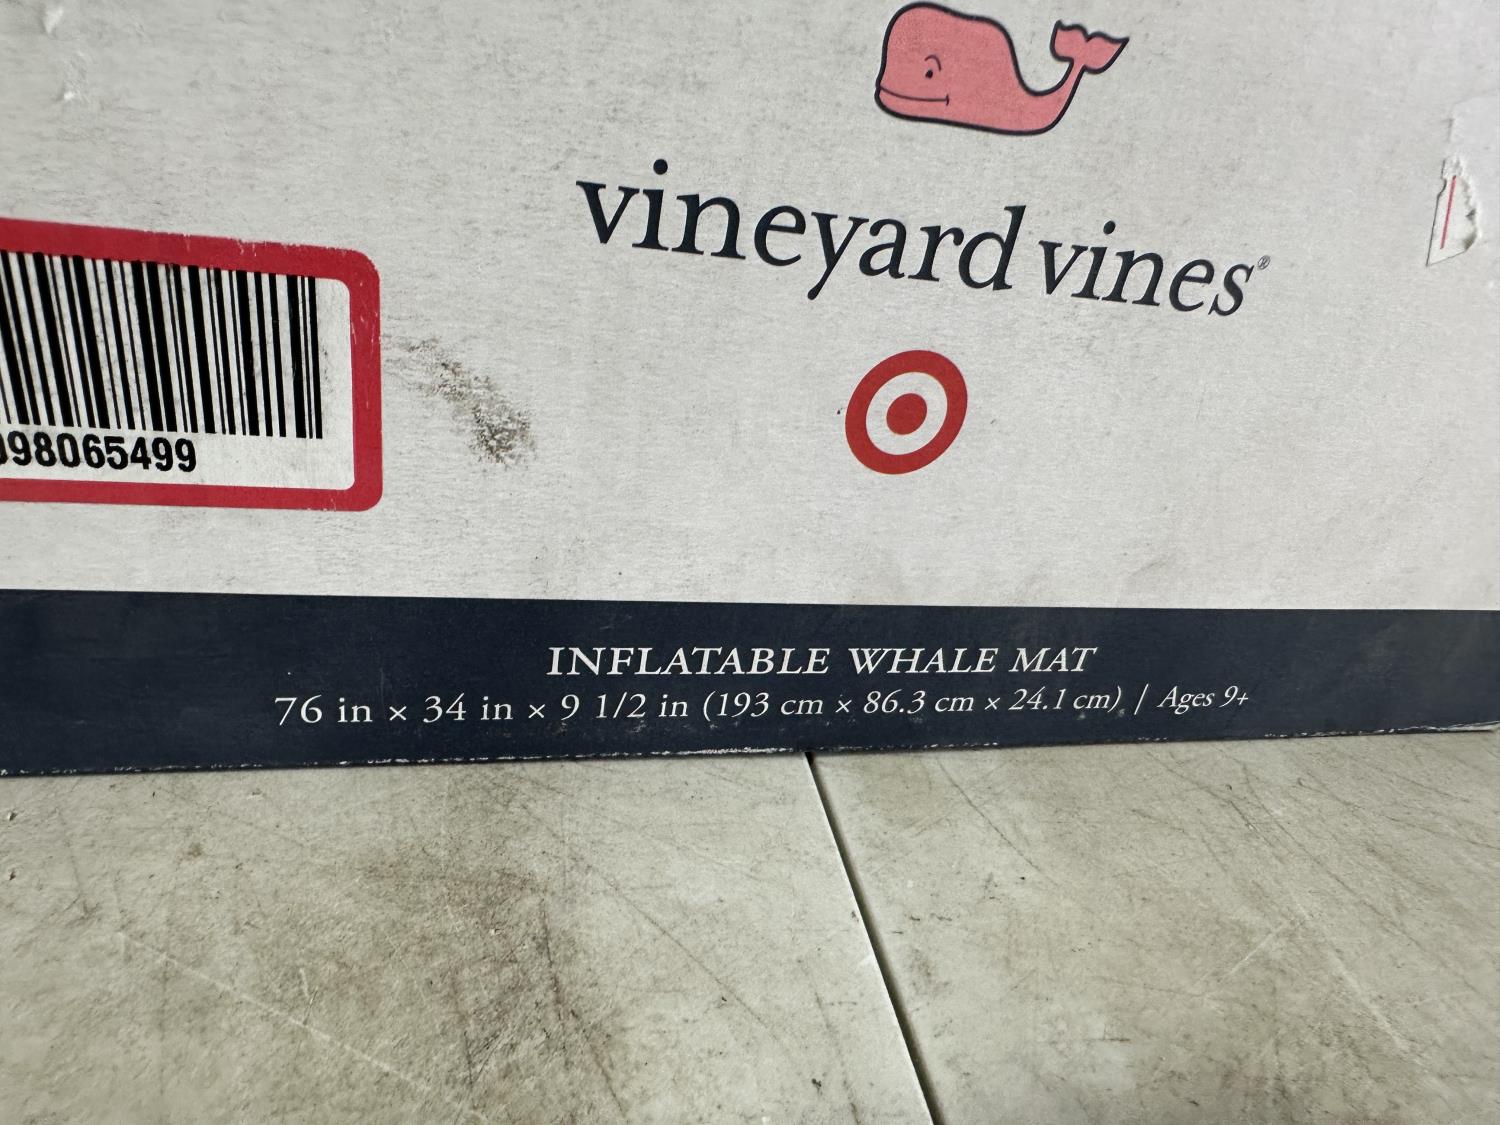 vineyard vines®
98065499
INFLATABLE WHALE MAT
76 in × 34 in × 9 1/2 in (193 cm × 86.3 cm × 24.1 cm) | Ages 9+